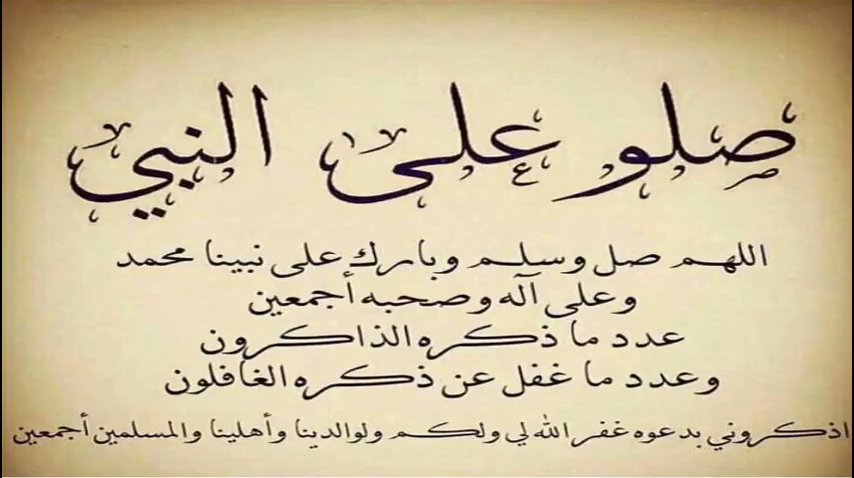 صلو على النبي
اللهم صل وسلم وبارك على نبينا محمد
وعلى آله وصحبه أجمعين
عدد ما ذكره الذاكرون
وعدد ما غفل عن ذكره الغافلون
اذكروني بدعوه غفر الله لي ولكم ولوالدينا وأهلينا والمسلمين أجمعين